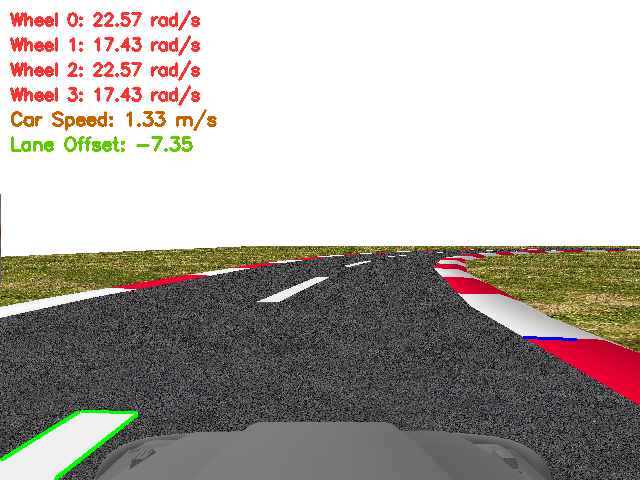 Wheel 0: 22.57 rad/s
Wheel 1: 17.43 rad/s
Wheel 2: 22.57 rad/s
Wheel 3: 17.43 rad/s
Car Speed: 1.33 m/s
Lane Offset: -7.35